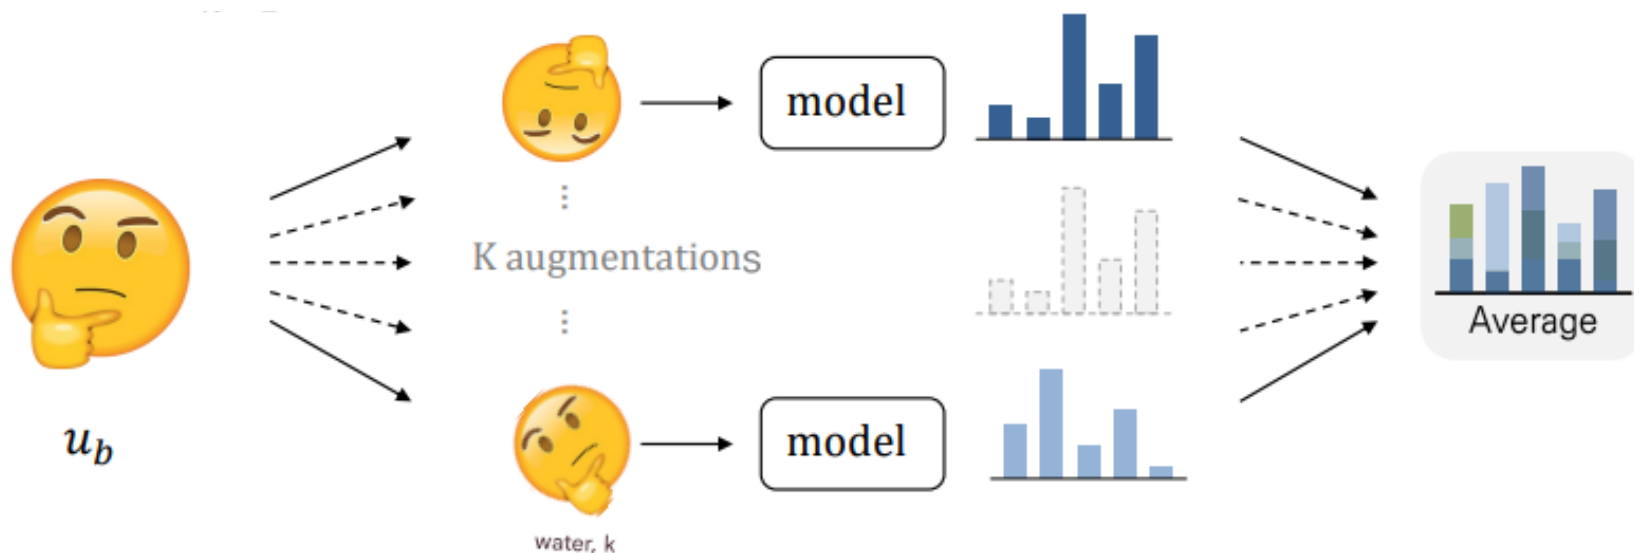 model
K augmentations
Average
model
u_b
water, k